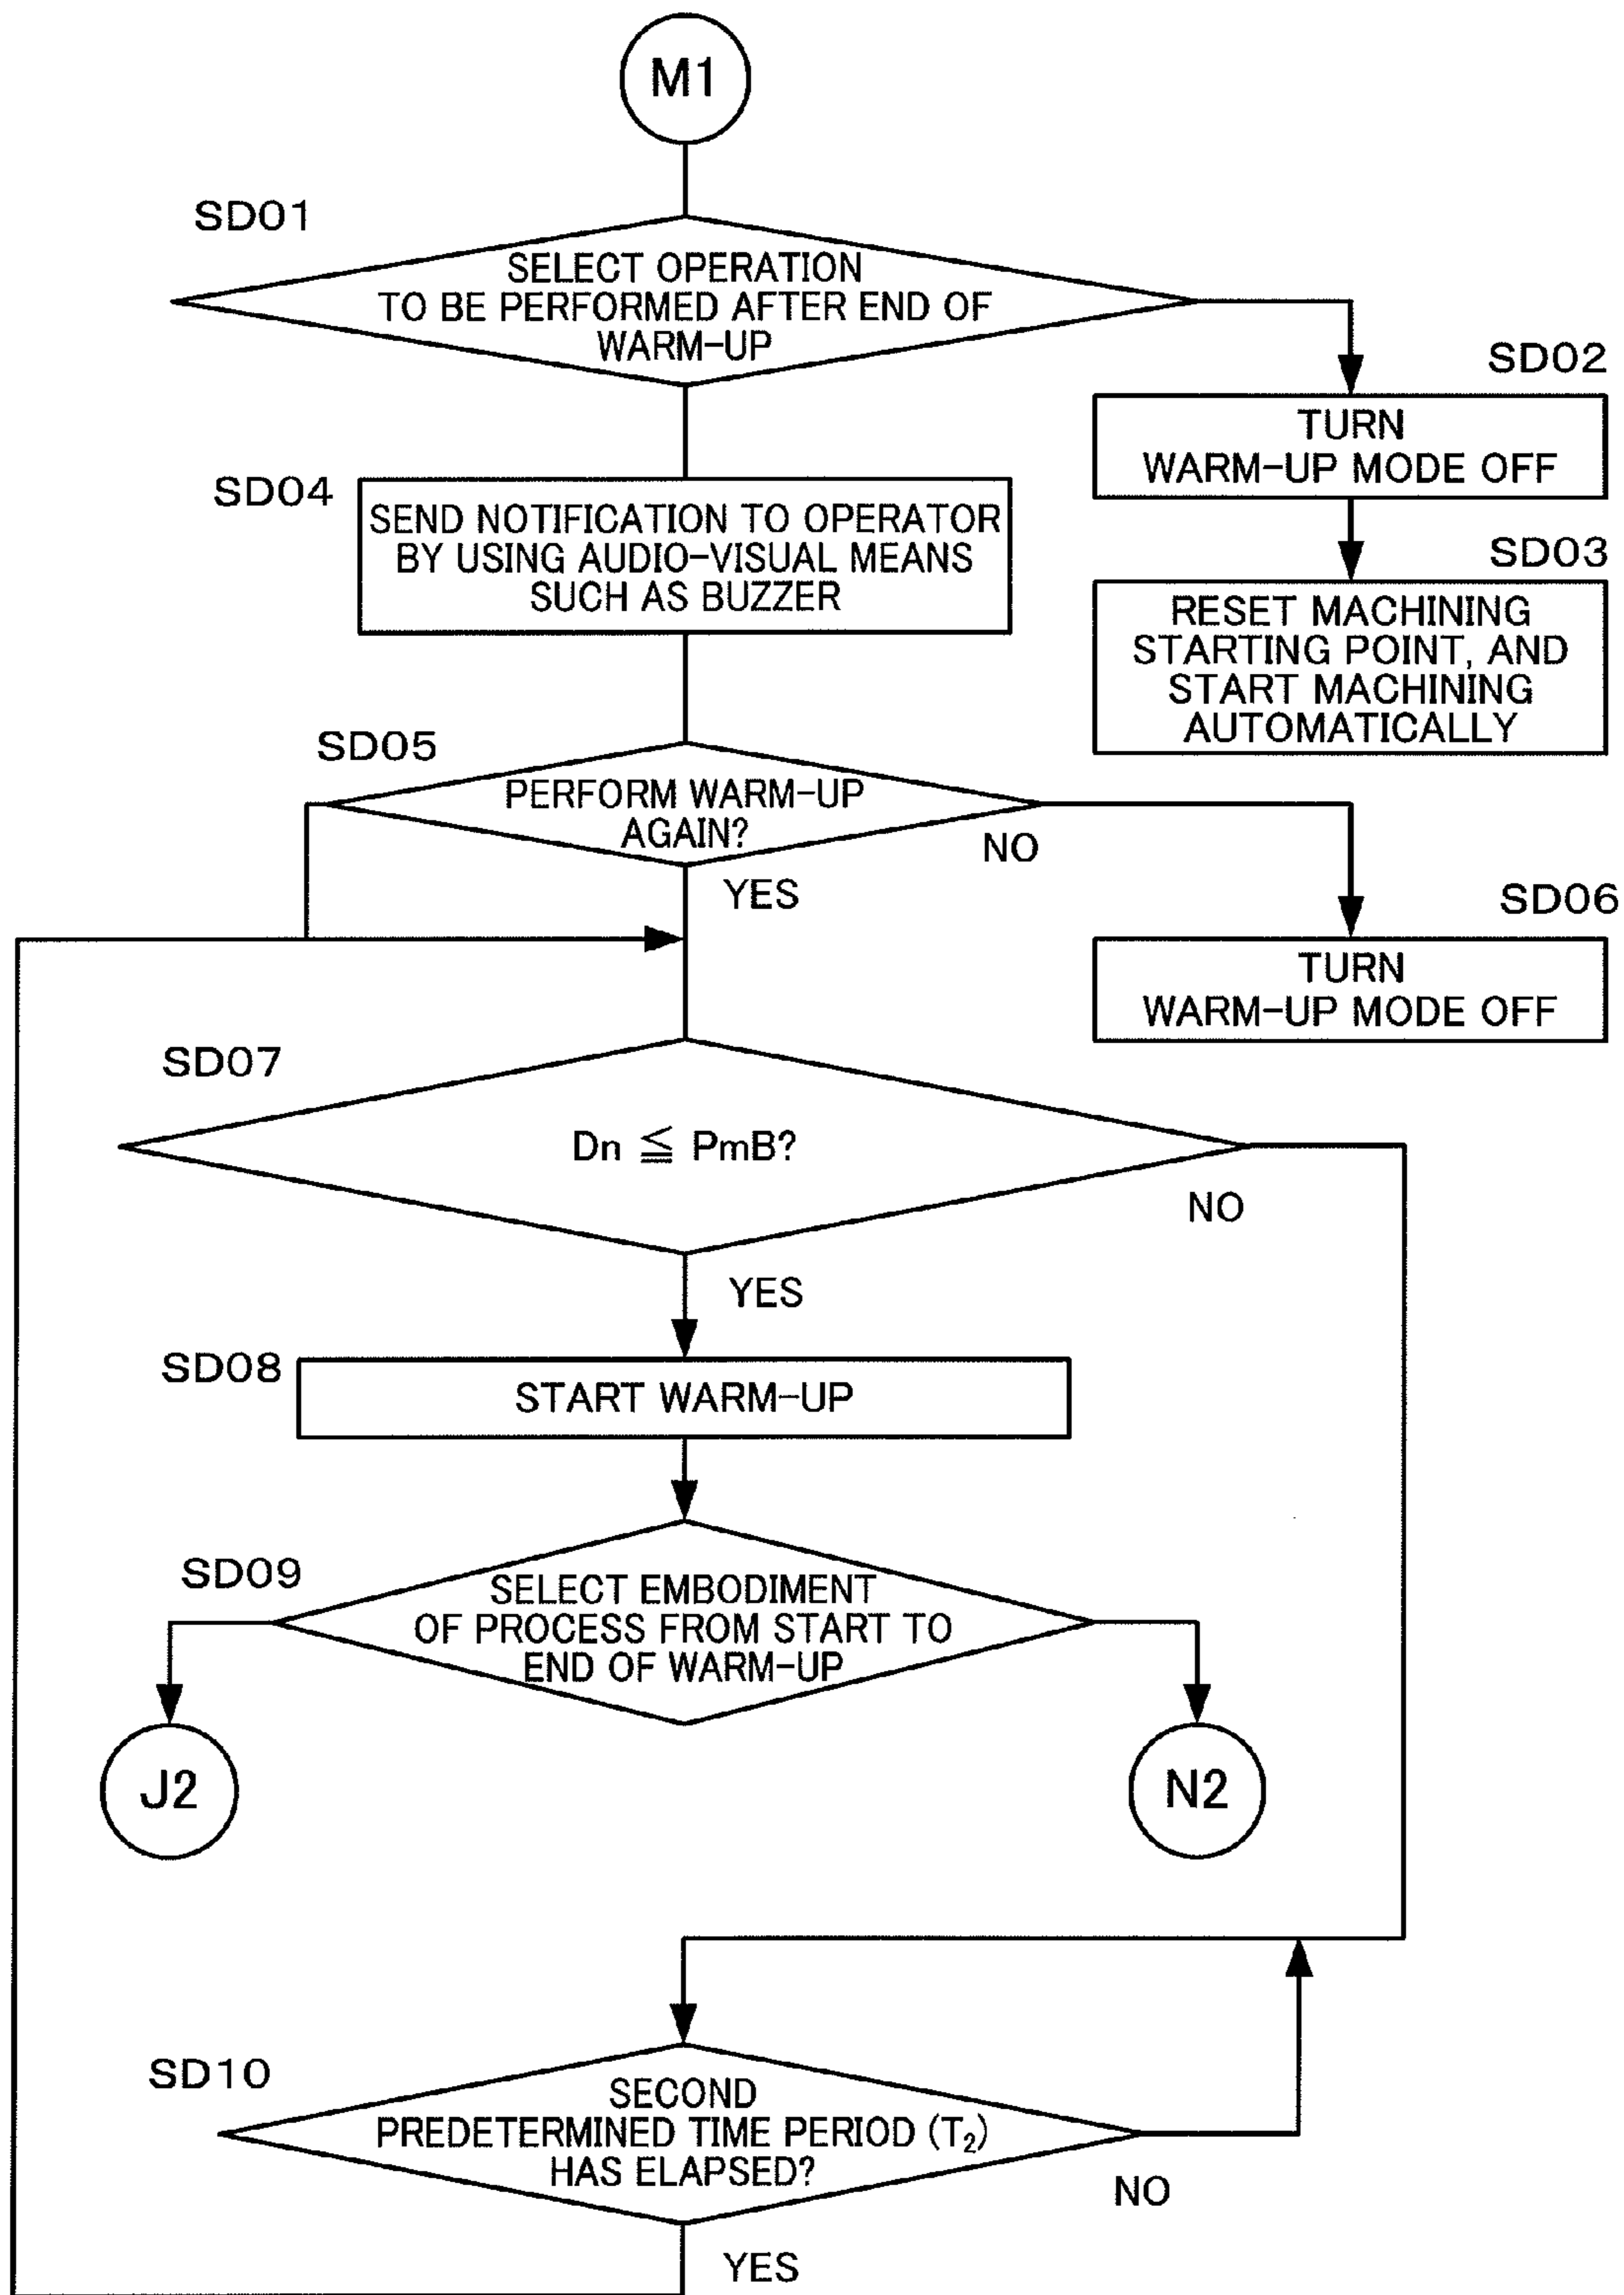 M1
SD01
SELECT OPERATION
TO BE PERFORMED AFTER END OF
WARM-UP
SD02
TURN
WARM-UP MODE OFF
SD03
RESET MACHINING
STARTING POINT, AND
START MACHINING
AUTOMATICALLY
SD04
SEND NOTIFICATION TO OPERATOR
BY USING AUDIO-VISUAL MEANS
SUCH AS BUZZER
SD05
PERFORM WARM-UP
AGAIN?
NO
YES
SD06
TURN
WARM-UP MODE OFF
SD07
Dn ≦ PmB?
NO
YES
SD08
START WARM-UP
SD09
SELECT EMBODIMENT
OF PROCESS FROM START TO
END OF WARM-UP
J2
N2
SD10
SECOND
PREDETERMINED TIME PERIOD (T₂)
HAS ELAPSED?
NO
YES